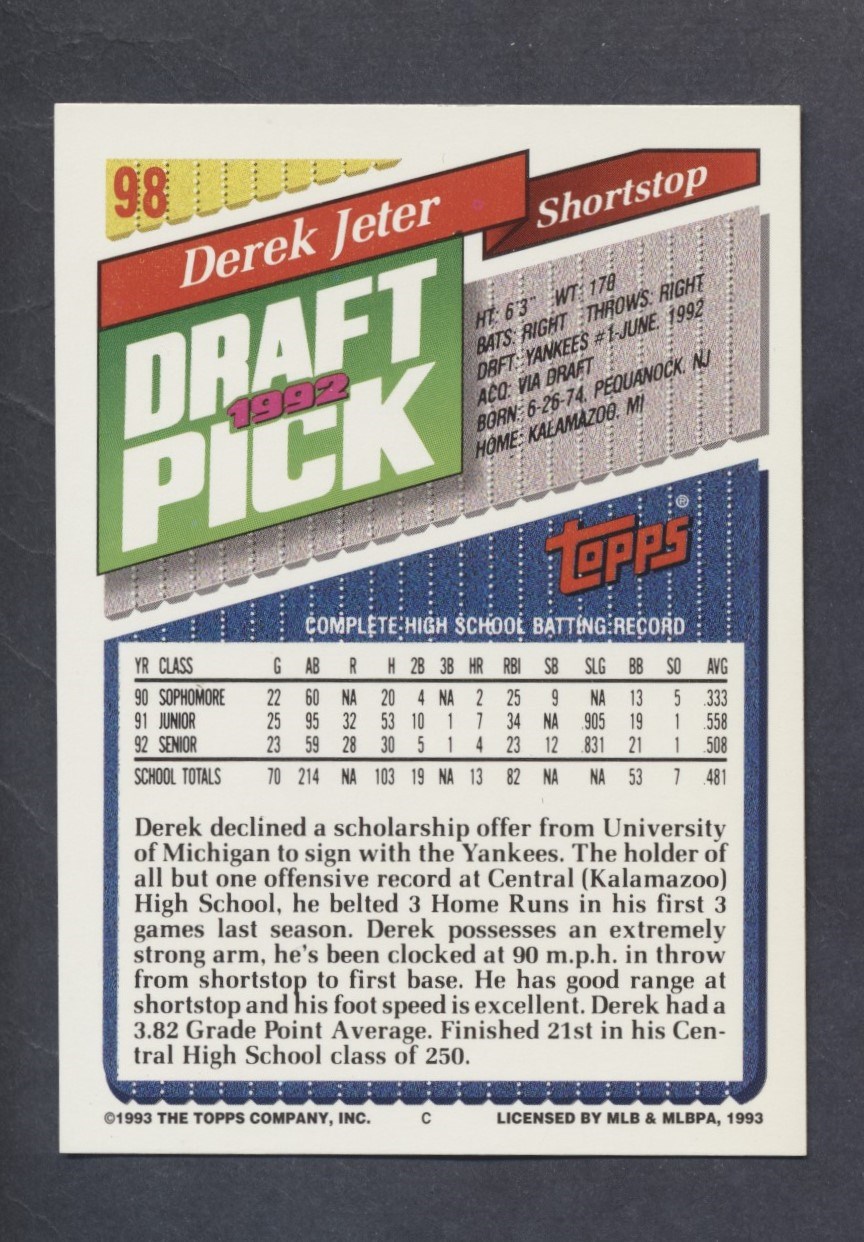 98
Derek Jeter
Shortstop
DRAFT
1992
PICK
HT: 6'3" WT: 178
BATS: RIGHT THROWS: RIGHT
DRFT: YANKEES #1-JUNE, 1992
ACQ: VIA DRAFT
BORN: 6-26-74, PEQUANOCK, NJ
HOME: KALAMAZOO, MI
topps®
COMPLETE HIGH SCHOOL BATTING RECORD
YR CLASS G AB R H 2B 3B HR RBI SB SLG BB SO AVG
90 SOPHOMORE 22 60 NA 20 4 NA 2 25 9 NA 13 5 .333
91 JUNIOR 25 95 32 53 10 1 7 34 NA .905 19 1 .558
92 SENIOR 23 59 28 30 5 1 4 23 12 .831 21 1 .508
SCHOOL TOTALS 70 214 NA 103 19 NA 13 82 NA NA 53 7 .481
Derek declined a scholarship offer from University
of Michigan to sign with the Yankees. The holder of
all but one offensive record at Central (Kalamazoo)
High School, he belted 3 Home Runs in his first 3
games last season. Derek possesses an extremely
strong arm, he's been clocked at 90 m.p.h. in throw
from shortstop to first base. He has good range at
shortstop and his foot speed is excellent. Derek had a
3.82 Grade Point Average. Finished 21st in his Cen-
tral High School class of 250.
©1993 THE TOPPS COMPANY, INC. C LICENSED BY MLB & MLBPA, 1993